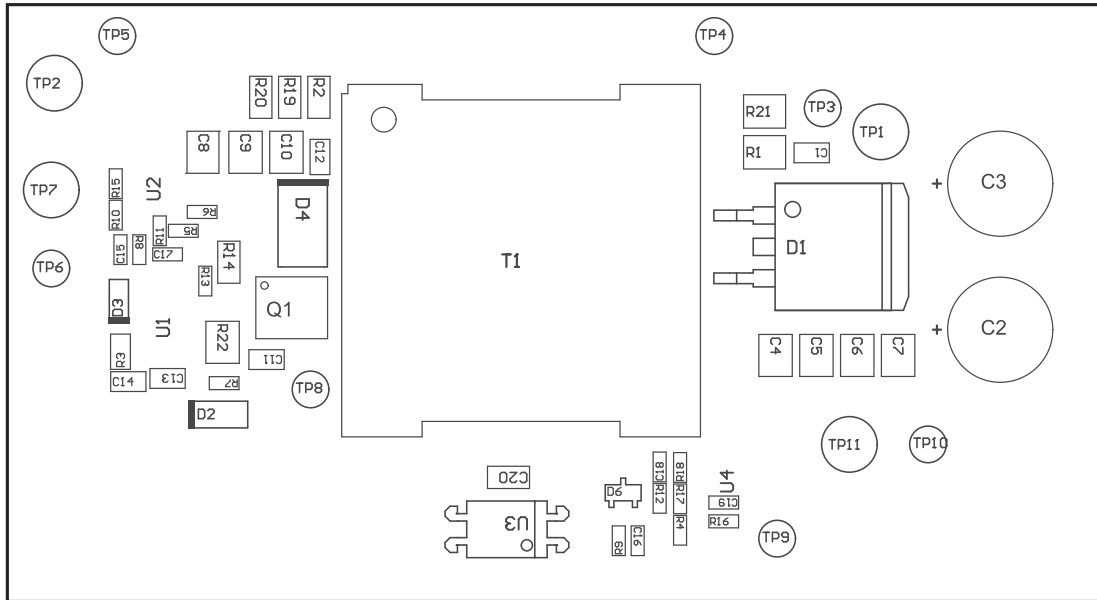 TP5
TP4
TP2
R20
R19
R2
R21
TP3
TP1
C8
C9
C10
C12
R1
C1
TP7
R15
U2
D4
+
C3
R10
R6
R11
R5
C15
R8
C17
R14
T1
D1
TP6
R13
D3
U1
Q1
+
C2
R22
R3
C11
C4
C5
C6
C7
C14
C13
R7
TP8
D2
TP11
TP10
C20
C18
R18
U4
D6
R12
R17
C19
U3
R16
R9
C16
R4
TP9